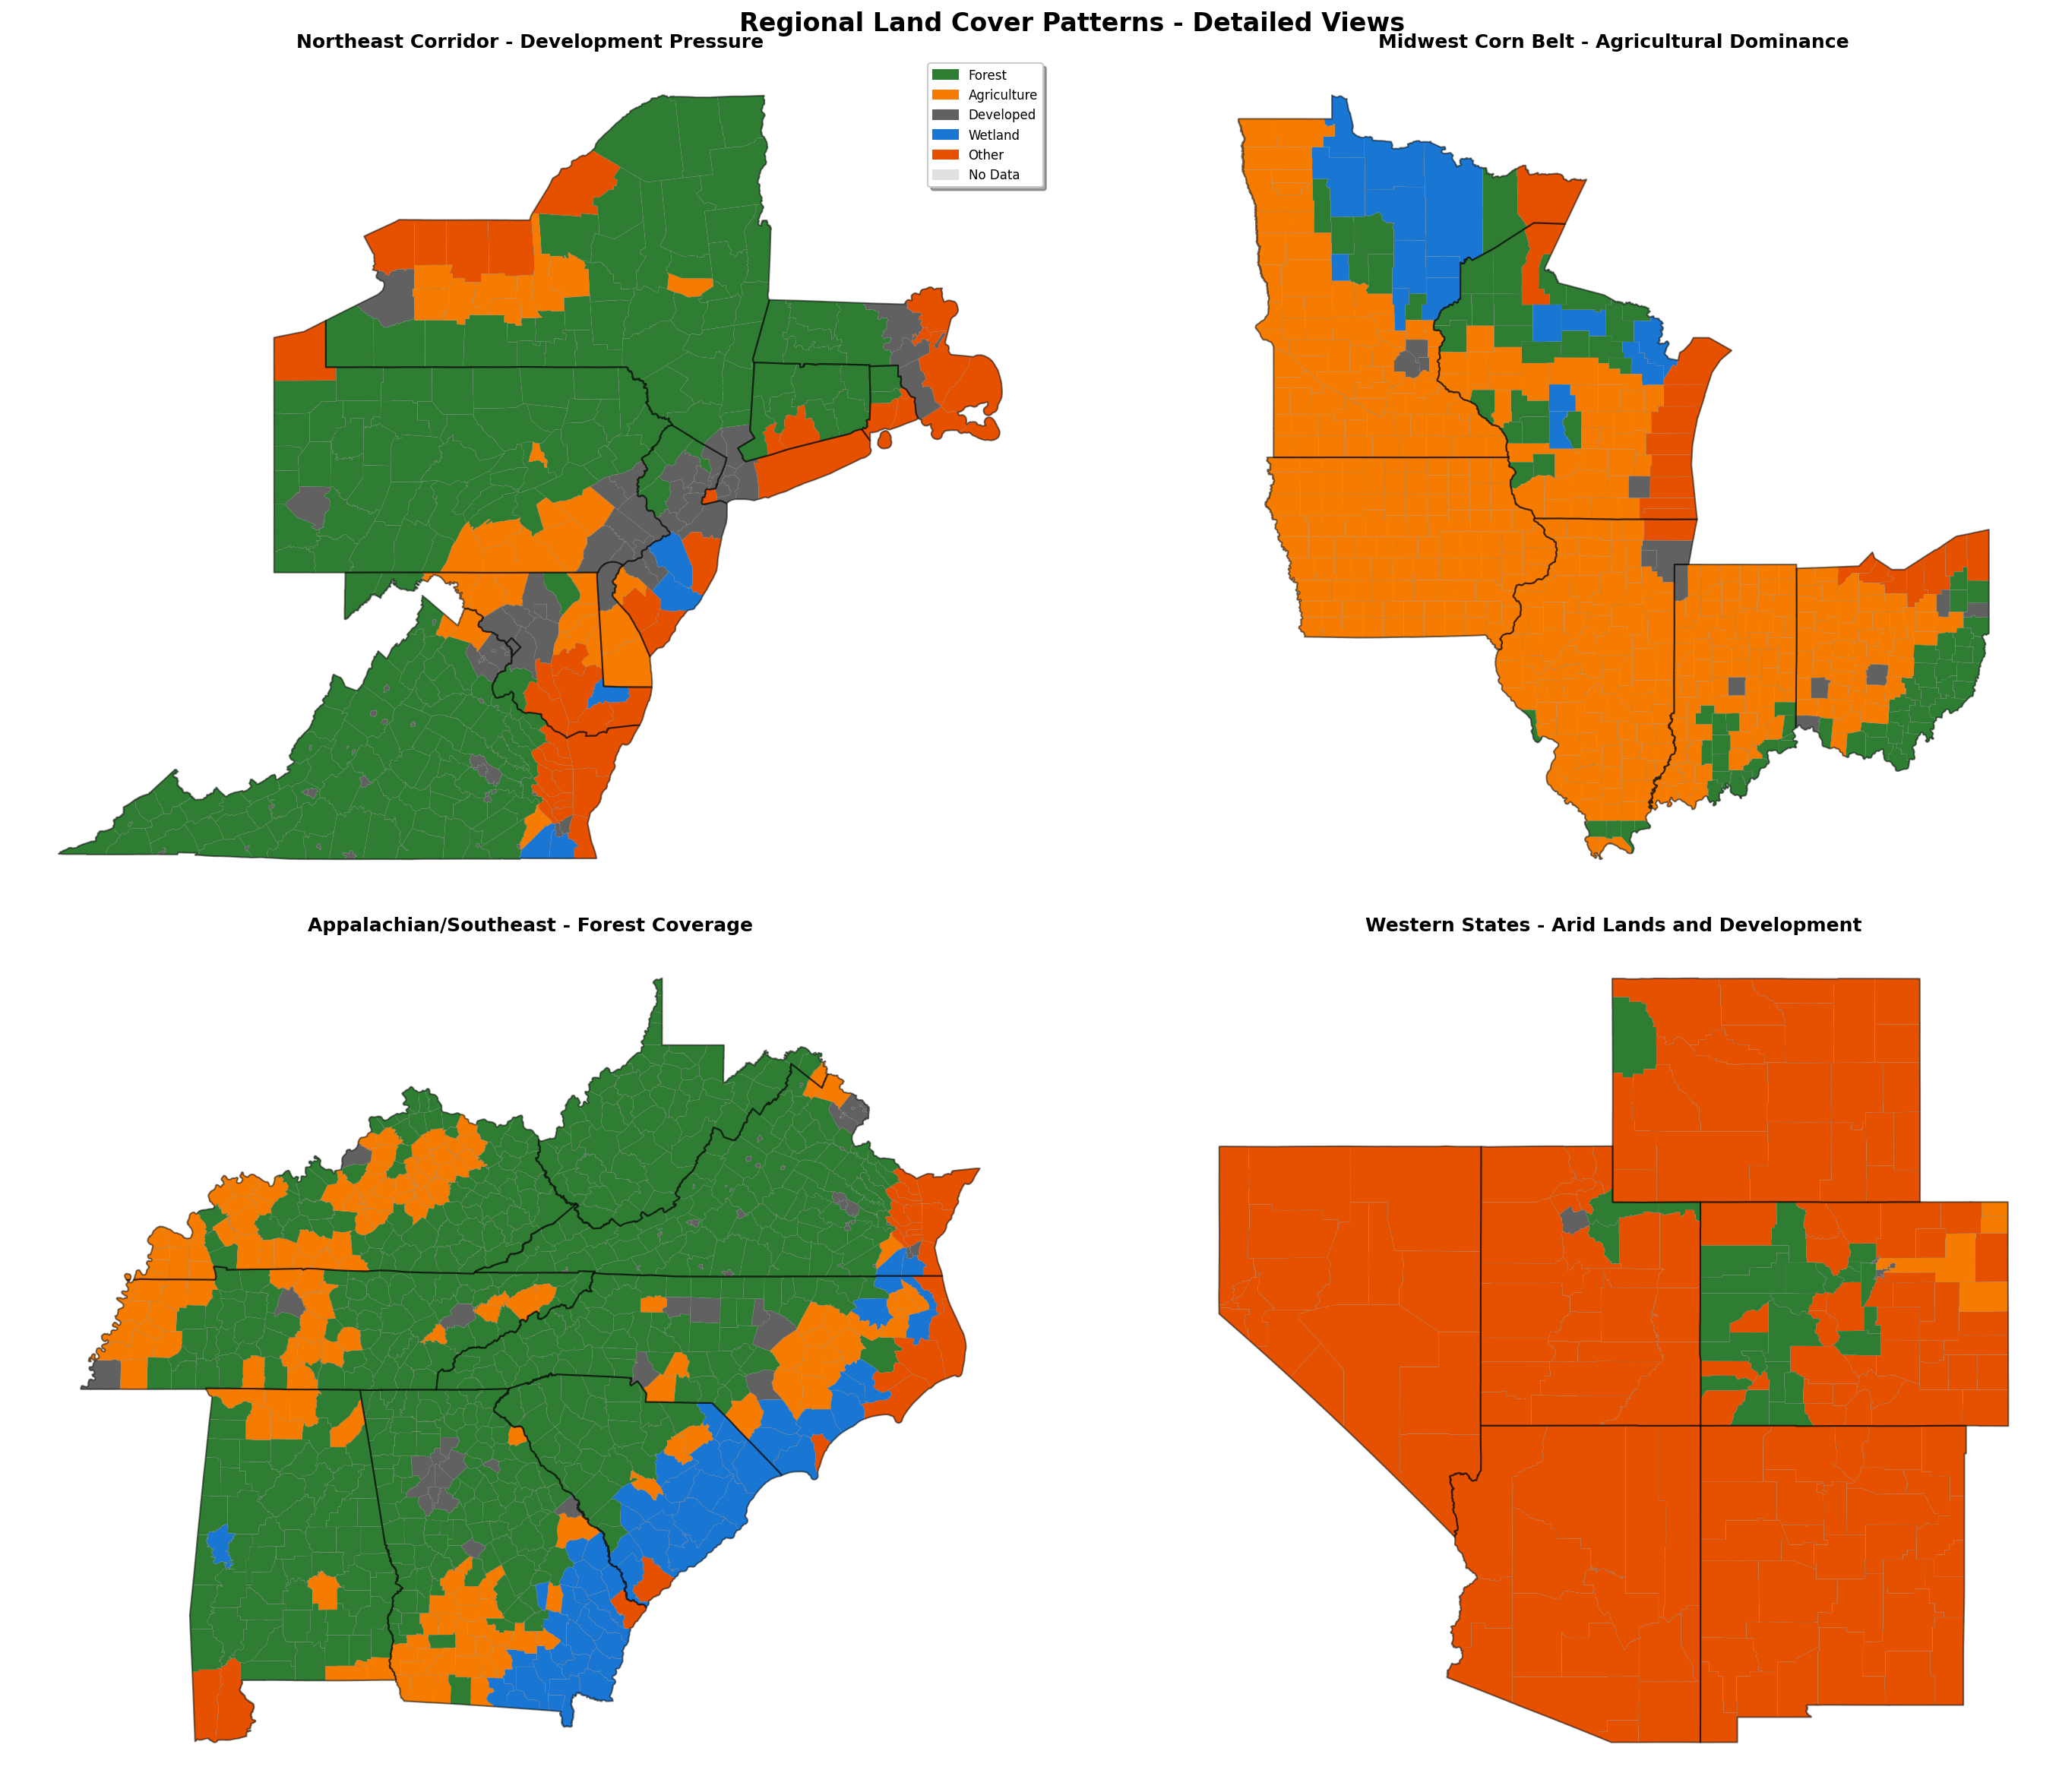 Regional Land Cover Patterns - Detailed Views
Northeast Corridor - Development Pressure
Midwest Corn Belt - Agricultural Dominance
Forest
Agriculture
Developed
Wetland
Other
No Data
Appalachian/Southeast - Forest Coverage
Western States - Arid Lands and Development